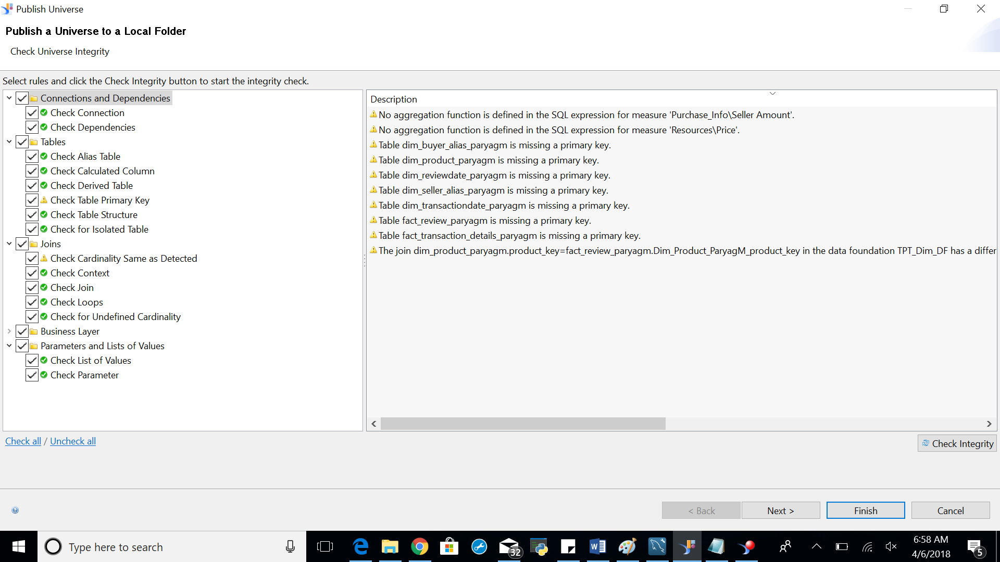 Publish Universe
Publish a Universe to a Local Folder
Check Universe Integrity
Select rules and click the Check Integrity button to start the integrity check.
Connections and Dependencies
Check Connection
Check Dependencies
Tables
Check Alias Table
Check Calculated Column
Check Derived Table
Check Table Primary Key
Check Table Structure
Check for Isolated Table
Joins
Check Cardinality Same as Detected
Check Context
Check Join
Check Loops
Check for Undefined Cardinality
Business Layer
Parameters and Lists of Values
Check List of Values
Check Parameter
Description
No aggregation function is defined in the SQL expression for measure 'Purchase_Info\Seller Amount'.
No aggregation function is defined in the SQL expression for measure 'Resources\Price'.
Table dim_buyer_alias_paryagm is missing a primary key.
Table dim_product_paryagm is missing a primary key.
Table dim_reviewdate_paryagm is missing a primary key.
Table dim_seller_alias_paryagm is missing a primary key.
Table dim_transactiondate_paryagm is missing a primary key.
Table fact_review_paryagm is missing a primary key.
Table fact_transaction_details_paryagm is missing a primary key.
The join dim_product_paryagm.product_key=fact_review_paryagm.Dim_Product_ParyagM_product_key in the data foundation TPT_Dim_DF has a differ
Check all / Uncheck all
Check Integrity
< Back
Next >
Finish
Cancel
Type here to search
32
6:58 AM
4/6/2018
5